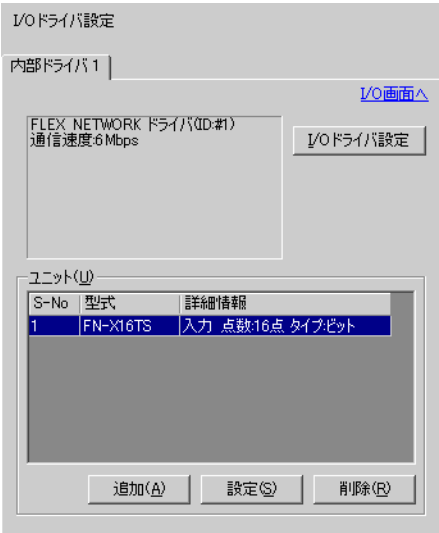 I/Oドライバ設定
内部ドライバ1
I/O画面へ
FLEX NETWORK ドライバ(ID:#1)
通信速度:6Mbps
I/Oドライバ設定
ユニット(U)
S-No 型式 詳細情報
1 FN-X16TS 入力 点数:16点 タイプ:ビット
追加(A) 設定(S) 削除(R)